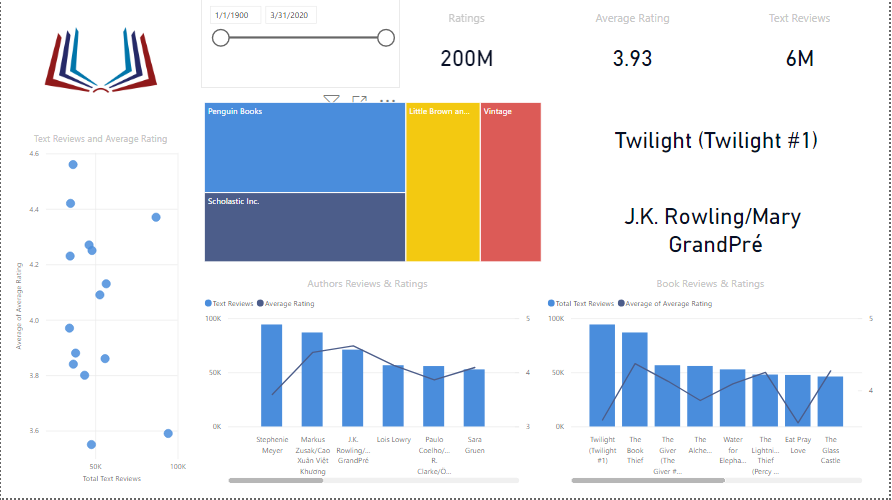 1/1/1900 3/31/2020
Ratings
200M
Average Rating
3.93
Text Reviews
6M
Penguin Books
Little Brown an...
Vintage
Scholastic Inc.
Twilight (Twilight #1)
J.K. Rowling/Mary
GrandPré
Text Reviews and Average Rating
4.6
4.4
4.2
4.0
3.8
3.6
Average of Average Rating
50K 100K
Total Text Reviews
Authors Reviews & Ratings
Text Reviews Average Rating
100K
50K
0K
5
4
3
Stephenie
Meyer
Markus
Zusak/Cao
Xuân Việt
Khương
J.K.
Rowling/...
GrandPré
Lois Lowry
Paulo
Coelho/...
R.
Clarke/Ö...
Sara
Gruen
Book Reviews & Ratings
Total Text Reviews Average of Average Rating
100K
50K
0K
5
4
Twilight
(Twilight
#1)
The
Book
Thief
The
Giver
(The
Giver #...
The
Alche...
Water
for
Elepha...
The
Lightni...
Thief
(Percy ...
Eat Pray
Love
The
Glass
Castle